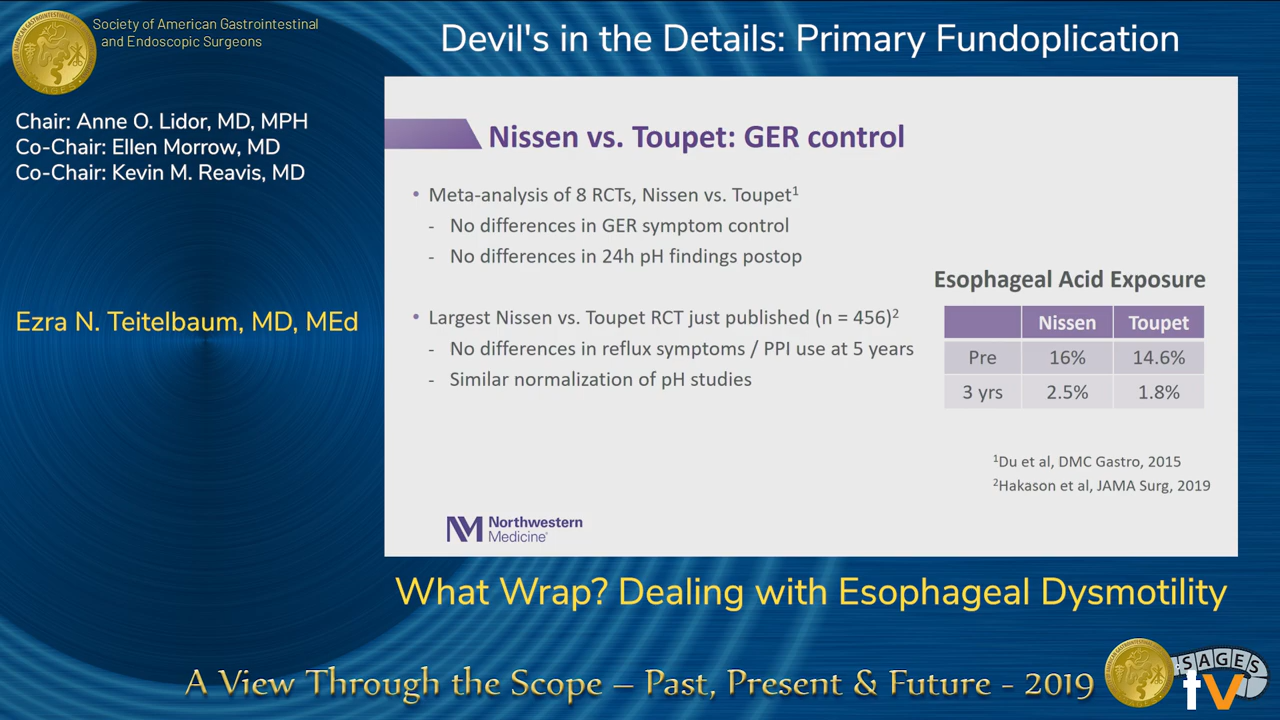 Society of American Gastrointestinal
and Endoscopic Surgeons
Devil's in the Details: Primary Fundoplication
Chair: Anne O. Lidor, MD, MPH
Co-Chair: Ellen Morrow, MD
Co-Chair: Kevin M. Reavis, MD
Ezra N. Teitelbaum, MD, MEd
Nissen vs. Toupet: GER control
• Meta-analysis of 8 RCTs, Nissen vs. Toupet¹
- No differences in GER symptom control
- No differences in 24h pH findings postop
• Largest Nissen vs. Toupet RCT just published (n = 456)²
- No differences in reflux symptoms / PPI use at 5 years
- Similar normalization of pH studies
Esophageal Acid Exposure
Nissen Toupet
Pre 16% 14.6%
3 yrs 2.5% 1.8%
¹Du et al, DMC Gastro, 2015
²Hakason et al, JAMA Surg, 2019
NM Northwestern
Medicine®
What Wrap? Dealing with Esophageal Dysmotility
A View Through the Scope – Past, Present & Future - 2019
SAGES
tv